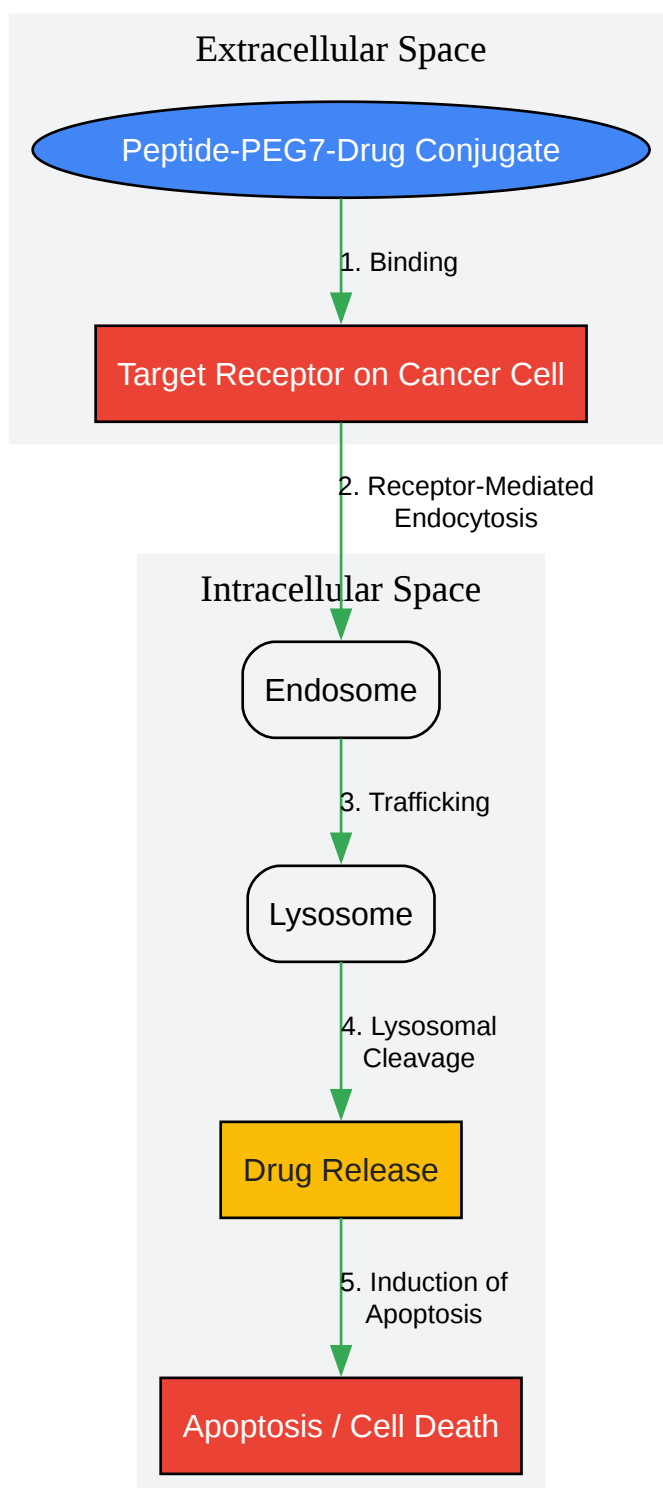 Extracellular Space
Peptide-PEG7-Drug Conjugate
1. Binding
Target Receptor on Cancer Cell
2. Receptor-Mediated
Endocytosis
Intracellular Space
Endosome
3. Trafficking
Lysosome
4. Lysosomal
Cleavage
Drug Release
5. Induction of
Apoptosis
Apoptosis / Cell Death